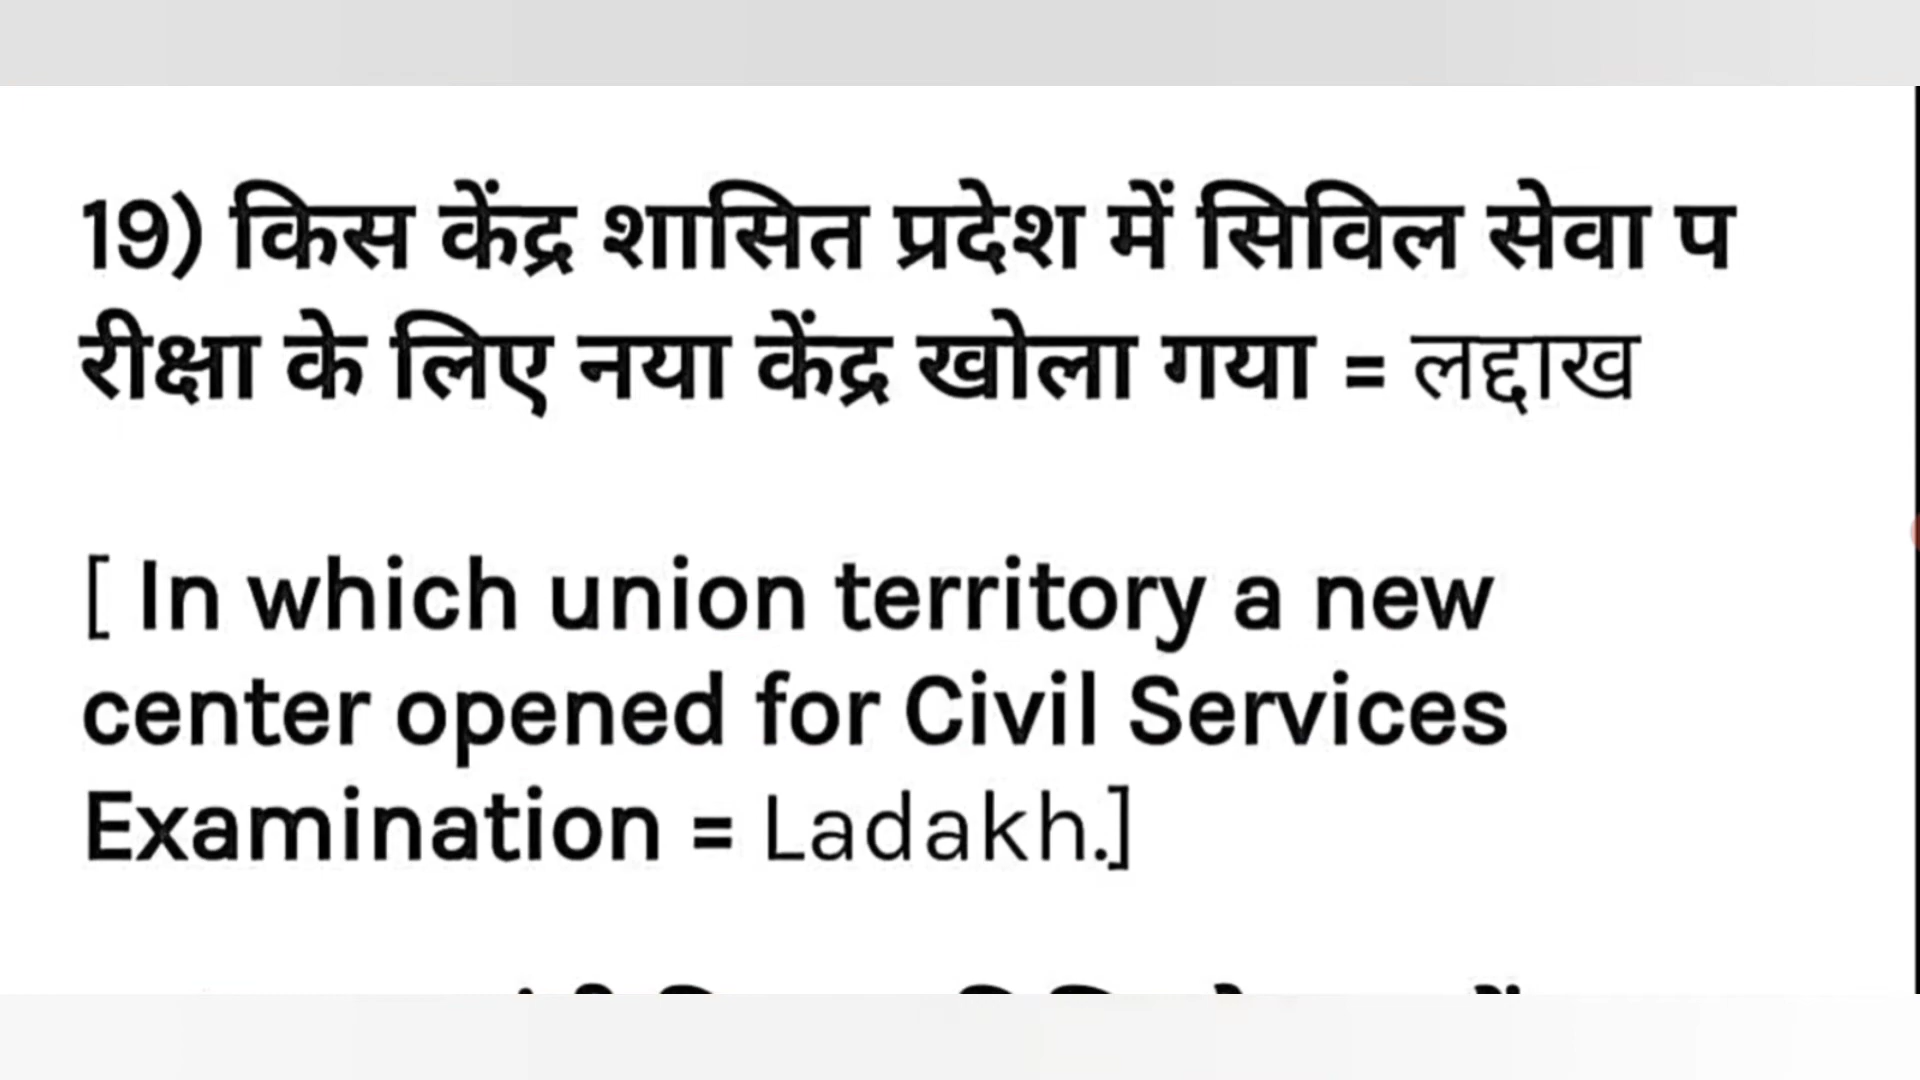 19) किस केंद्र शासित प्रदेश में सिविल सेवा प
रीक्षा के लिए नया केंद्र खोला गया = लद्दाख
[ In which union territory a new
center opened for Civil Services
Examination = Ladakh.]